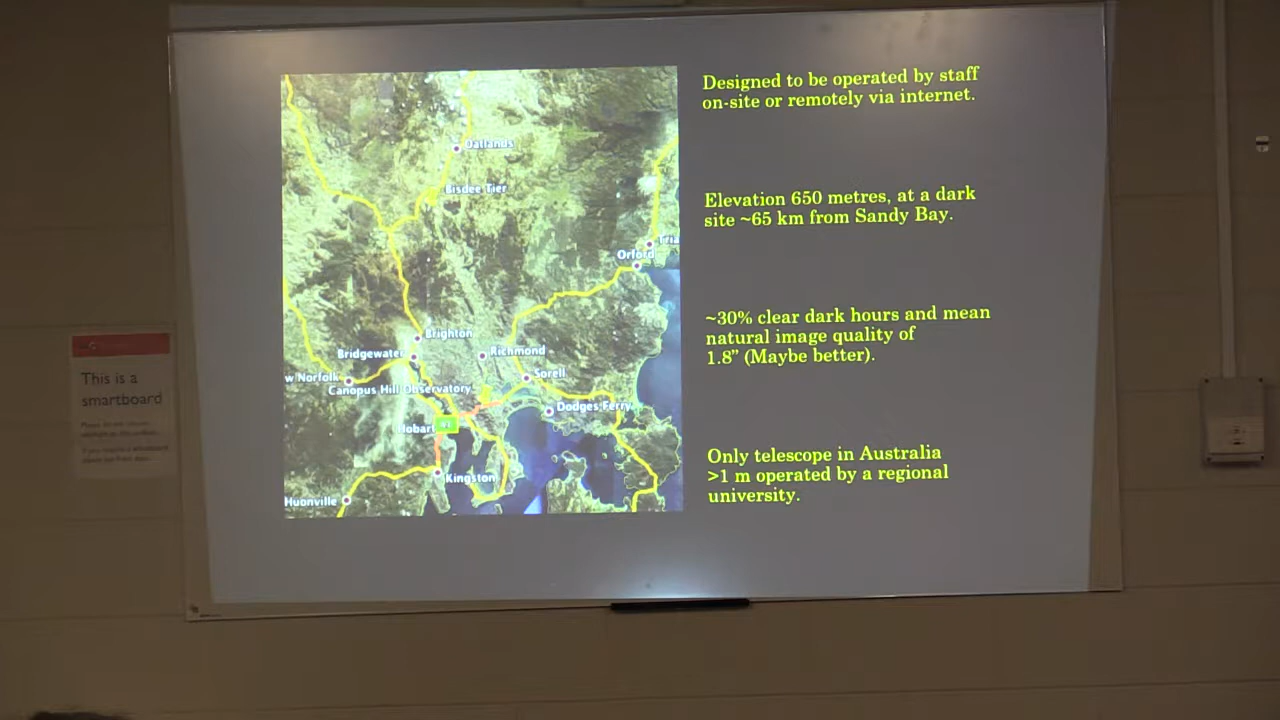 Designed to be operated by staff
on-site or remotely via internet.
Elevation 650 metres, at a dark
site ~65 km from Sandy Bay.
~30% clear dark hours and mean
natural image quality of
1.8” (Maybe better).
Only telescope in Australia
>1 m operated by a regional
university.
Oatlands
Bisdee Tier
Orford
Brighton
Bridgewater
Richmond
w Norfolk
Sorell
Canopus Hill Observatory
Dodges Ferry
Hobart
Kingston
Huonville
This is a
smartboard